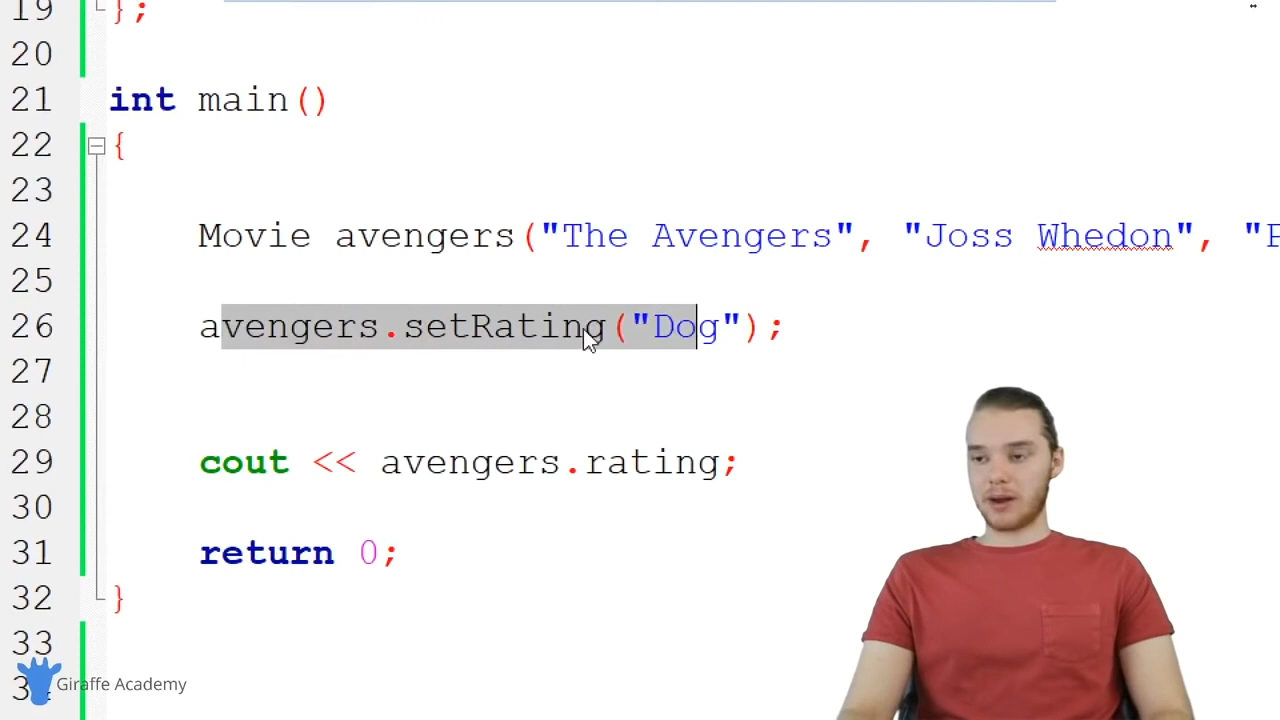 19 };
20
21 int main()
22 {
23
24 Movie avengers("The Avengers", "Joss Whedon", "P
25
26 avengers.setRating("Dog");
27
28
29 cout << avengers.rating;
30
31 return 0;
32 }
33
Giraffe Academy